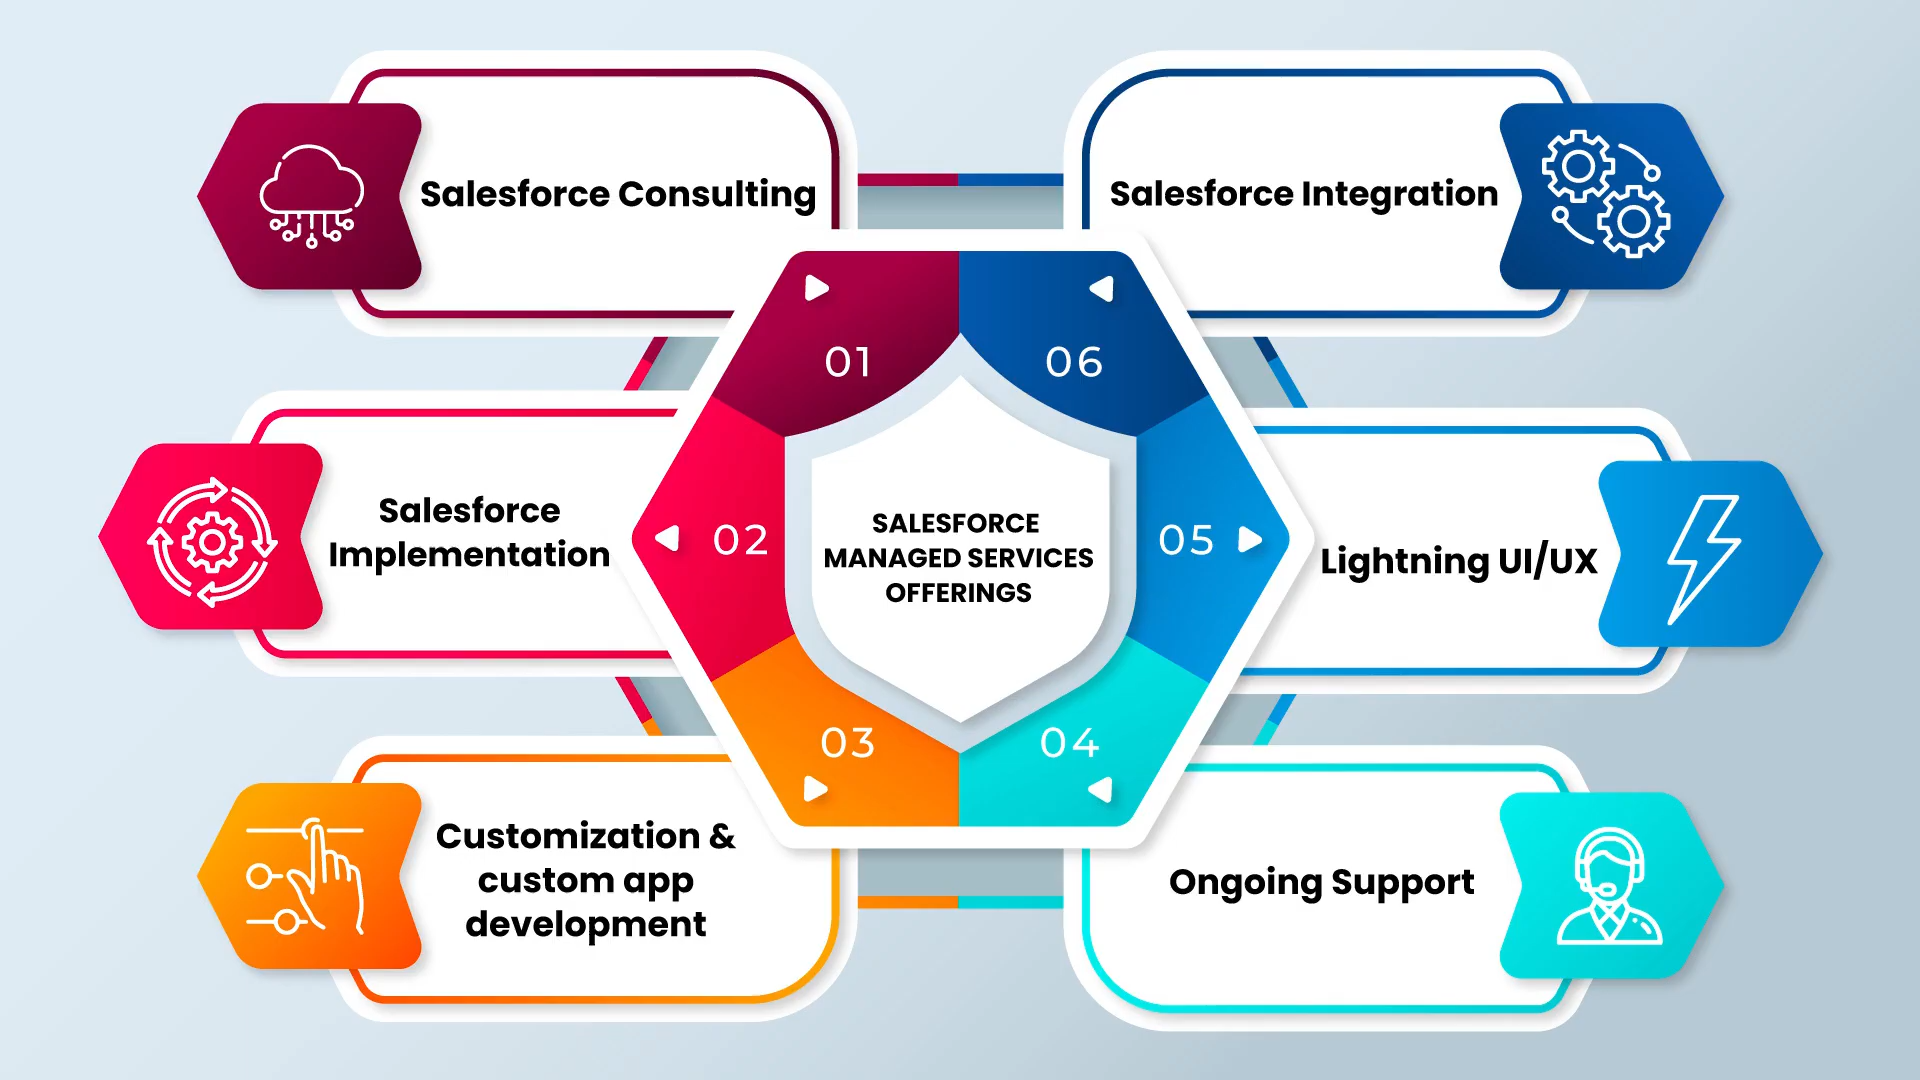 Salesforce Consulting
01
Salesforce
Implementation
02
Customization &
custom app
development
03
SALESFORCE
MANAGED SERVICES
OFFERINGS
04
Ongoing Support
05
Lightning UI/UX
06
Salesforce Integration